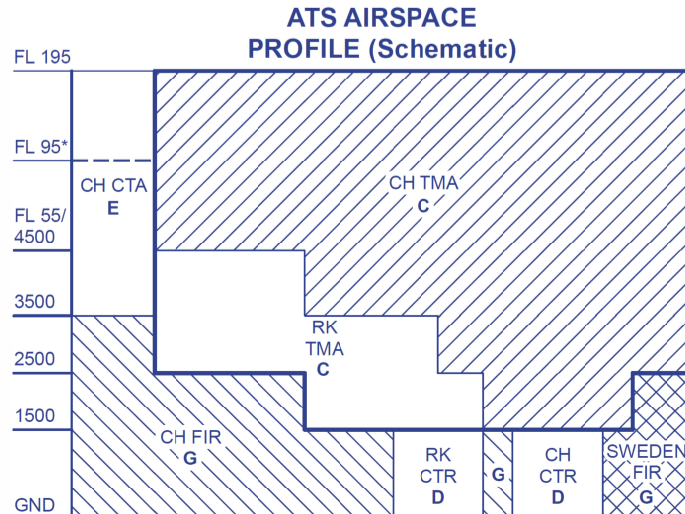 ATS AIRSPACE
PROFILE (Schematic)
FL 195
FL 95*
CH CTA
E
CH TMA
C
FL 55/
4500
3500
RK
TMA
C
2500
1500
CH FIR
G
RK
CTR
D
G
CH
CTR
D
SWEDEN
FIR
G
GND